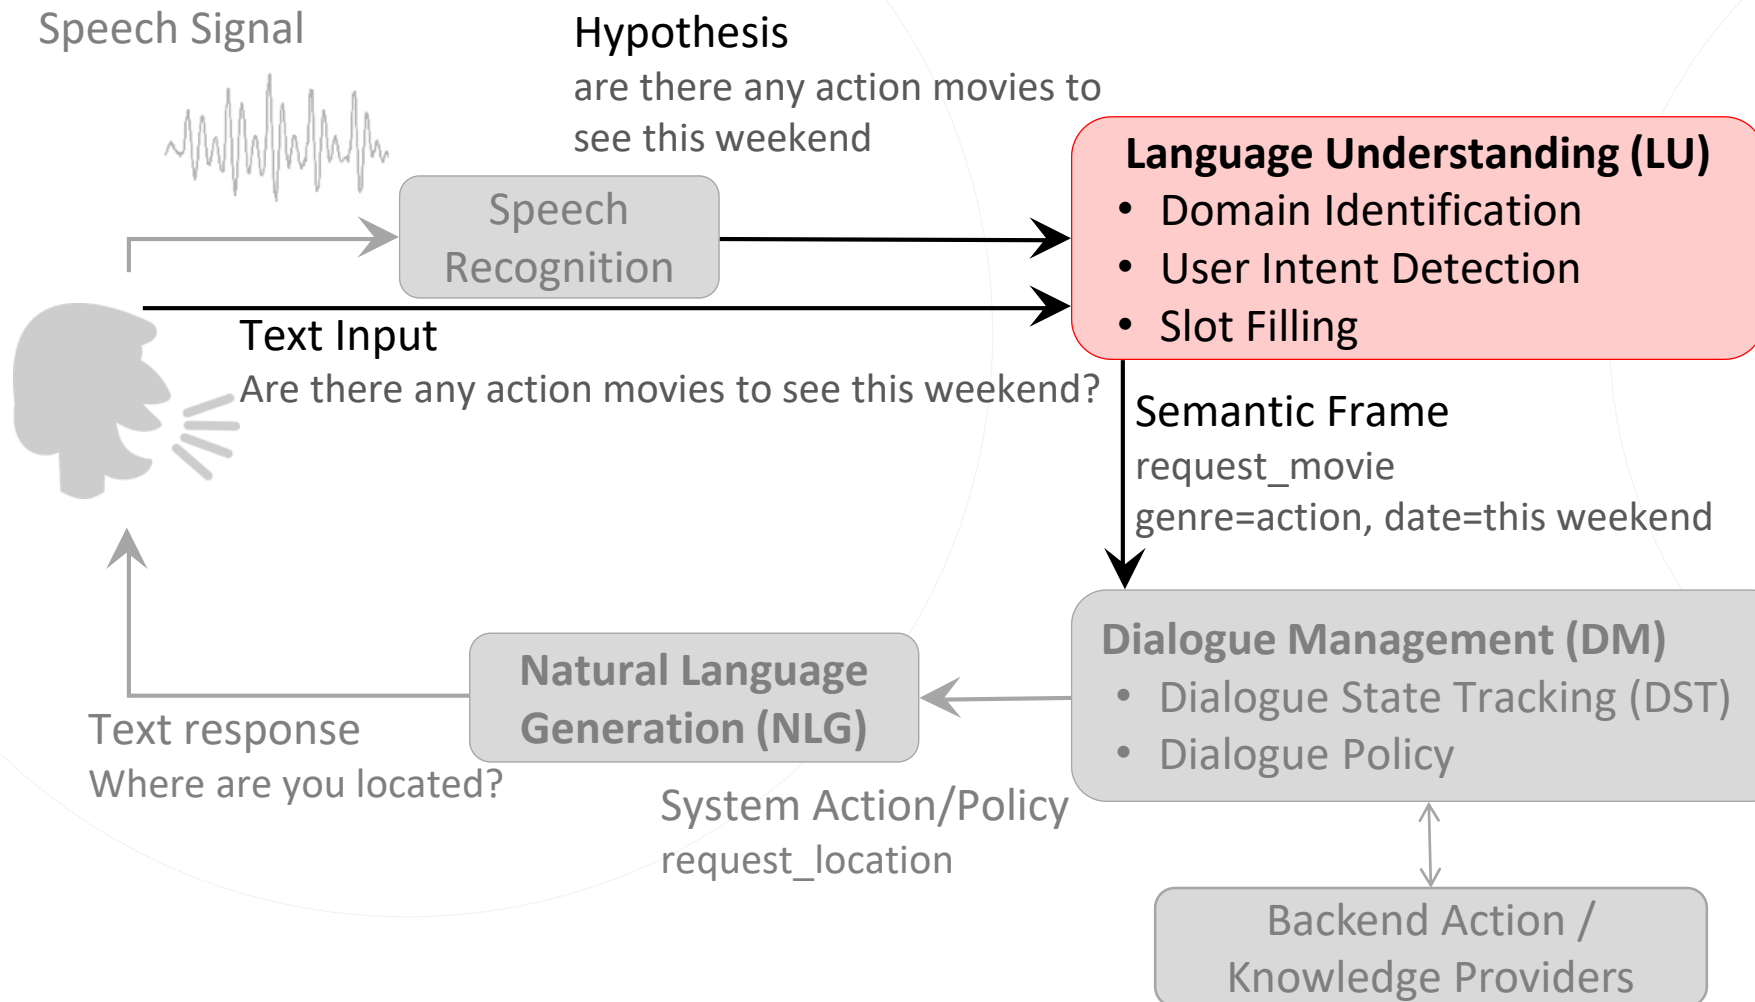 Speech Signal
Hypothesis
are there any action movies to
see this weekend
Speech
Recognition
Language Understanding (LU)
• Domain Identification
• User Intent Detection
• Slot Filling
Text Input
Are there any action movies to see this weekend?
Semantic Frame
request_movie
genre=action, date=this weekend
Dialogue Management (DM)
• Dialogue State Tracking (DST)
• Dialogue Policy
Natural Language
Generation (NLG)
Text response
Where are you located?
System Action/Policy
request_location
Backend Action /
Knowledge Providers